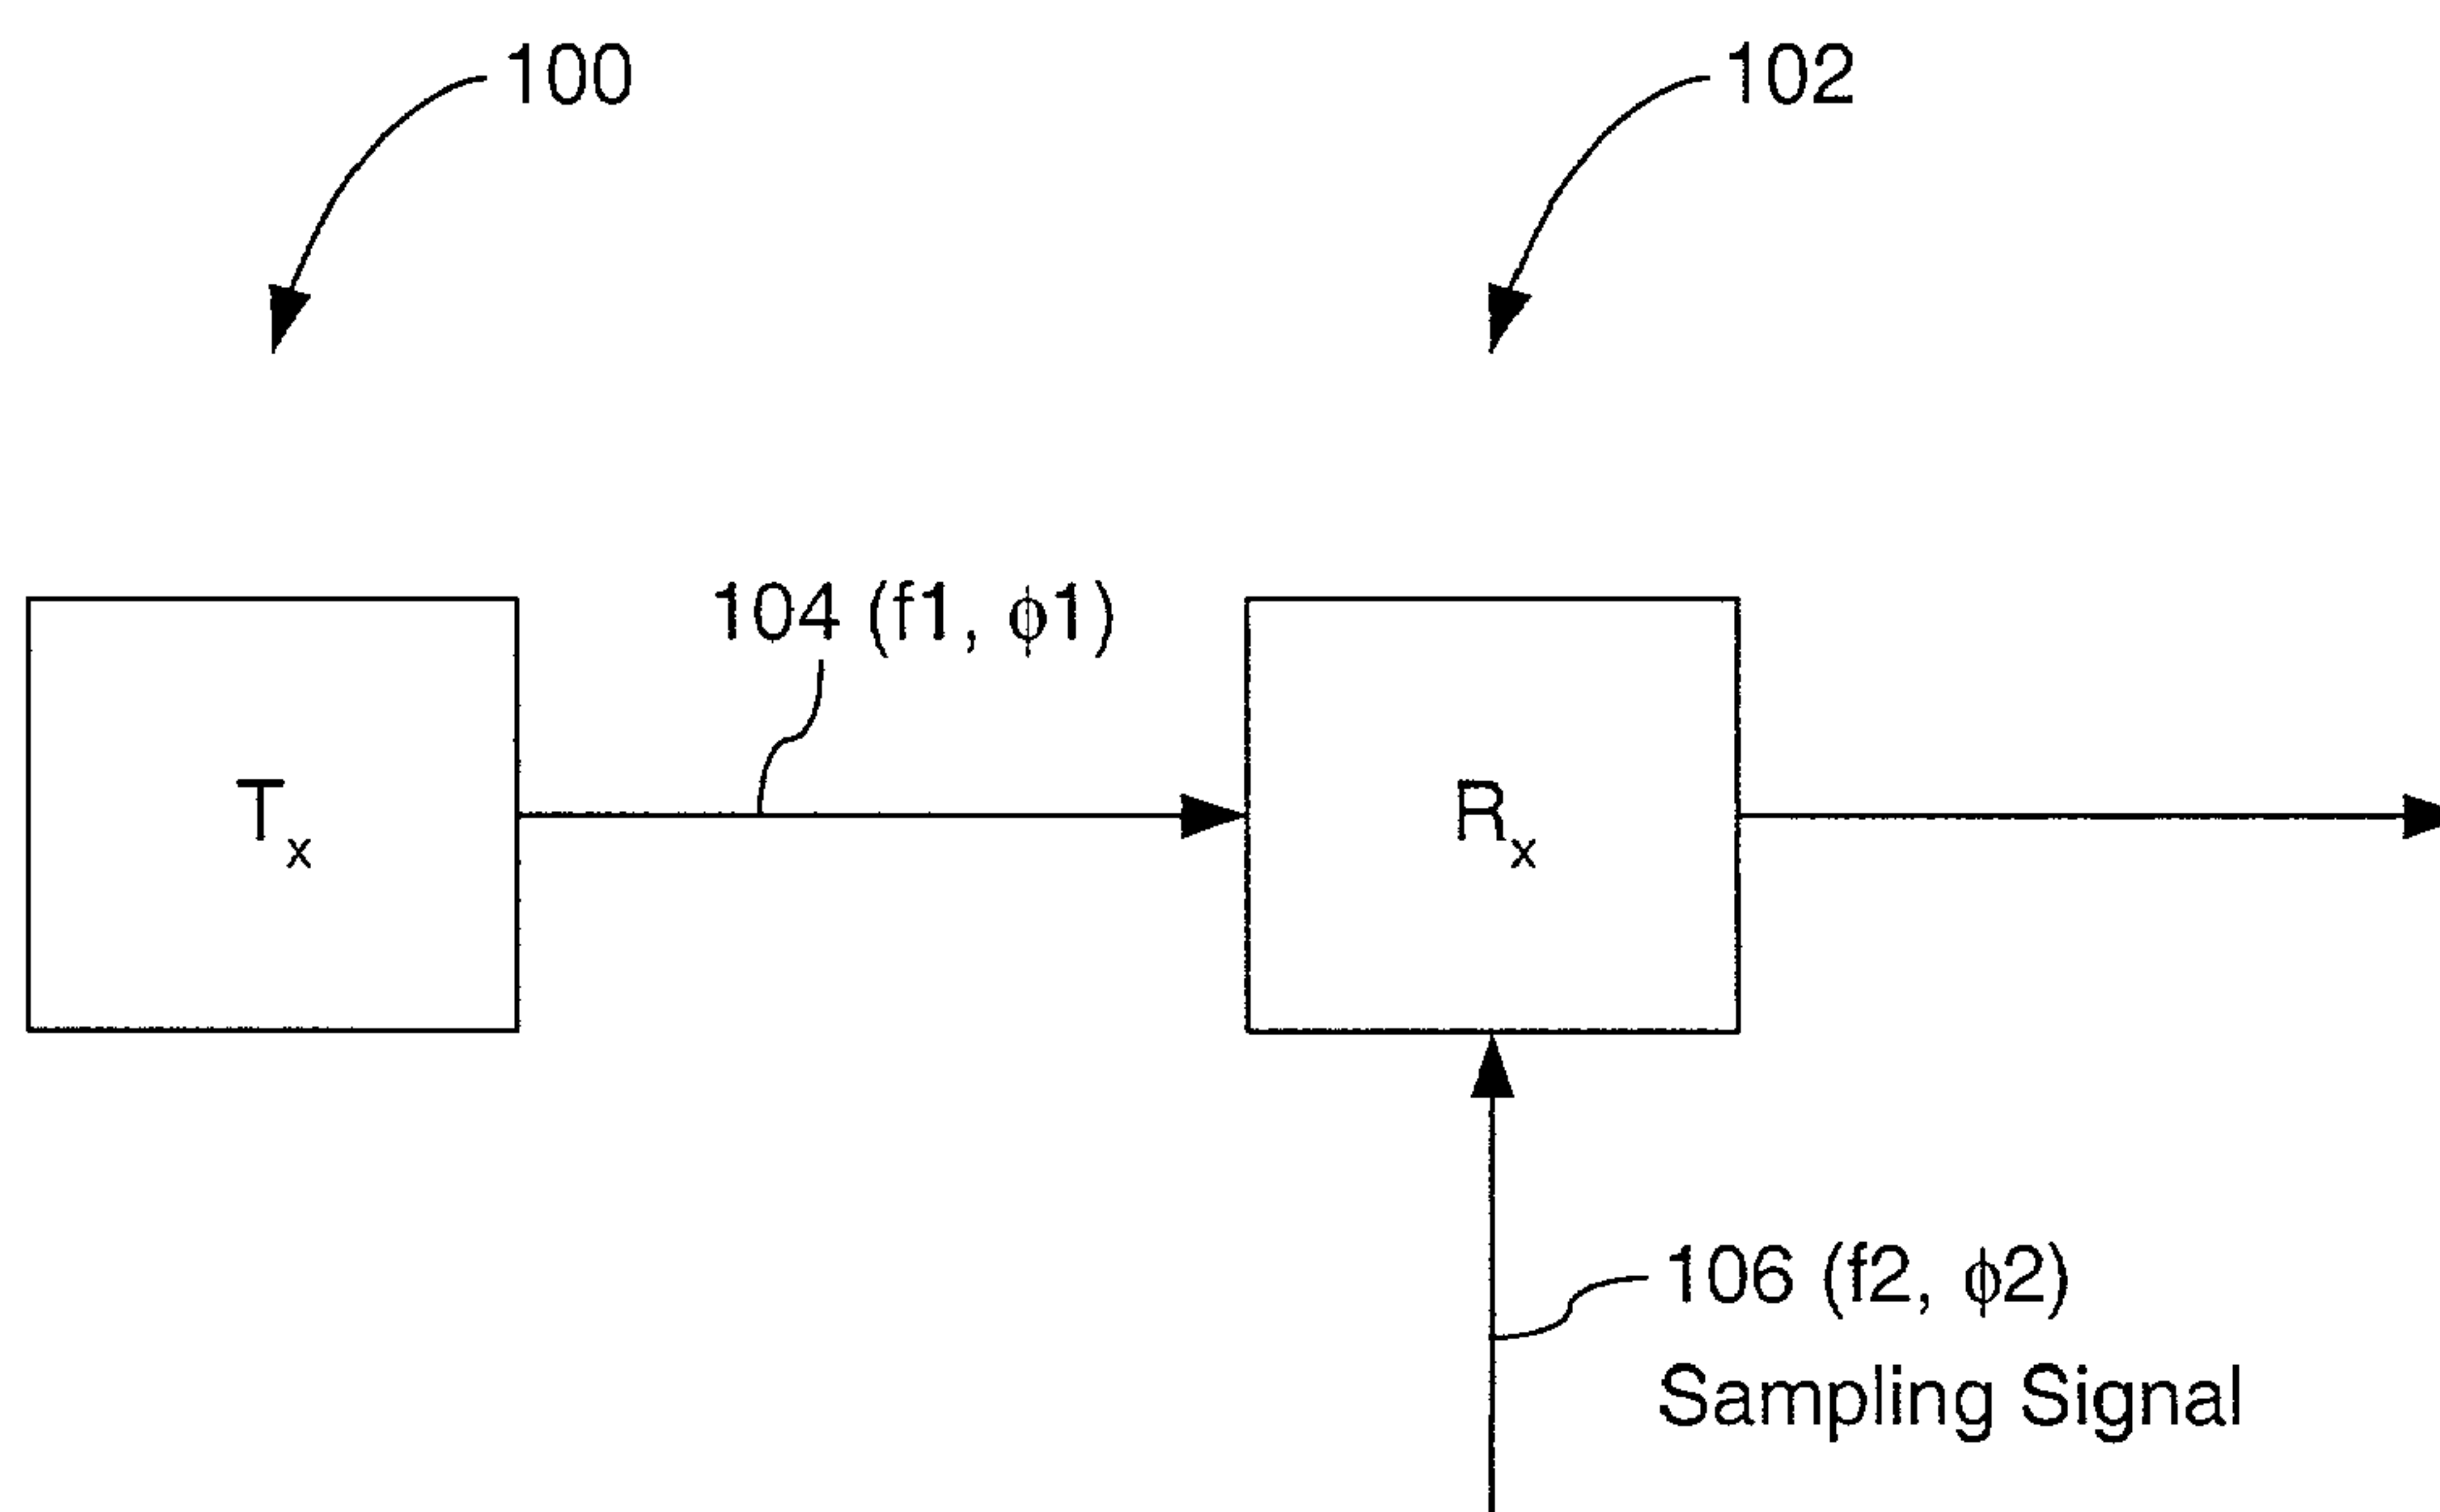 100
102
104 (f1, ϕ1)
Tx
Rx
106 (f2, ϕ2)
Sampling Signal